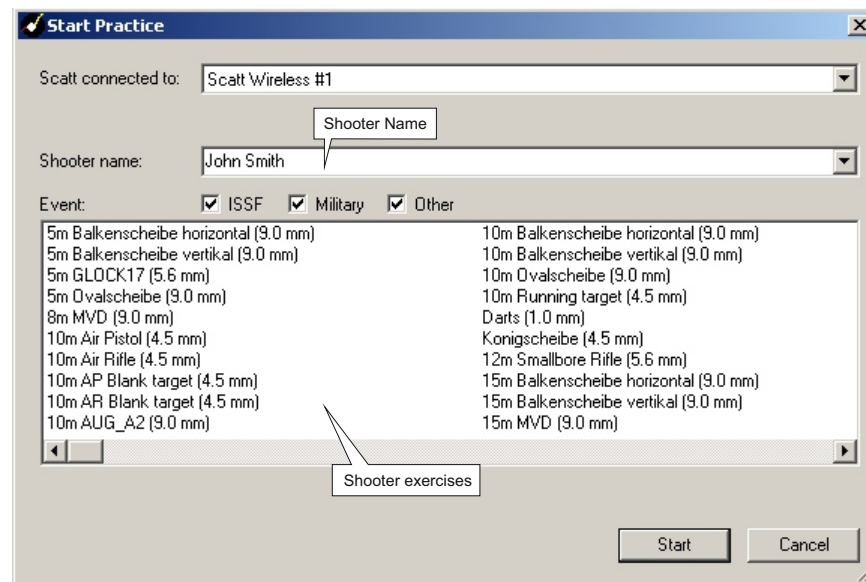 Start Practice
Scatt connected to: Scatt Wireless #1
Shooter Name
Shooter name: John Smith
Event: ISSF Military Other
5m Balkenscheibe horizontal (9.0 mm)
5m Balkenscheibe vertikal (9.0 mm)
5m GLOCK17 (5.6 mm)
5m Ovalscheibe (9.0 mm)
8m MVD (9.0 mm)
10m Air Pistol (4.5 mm)
10m Air Rifle (4.5 mm)
10m AP Blank target (4.5 mm)
10m AR Blank target (4.5 mm)
10m AUG_A2 (9.0 mm)
10m Balkenscheibe horizontal (9.0 mm)
10m Balkenscheibe vertikal (9.0 mm)
10m Ovalscheibe (9.0 mm)
10m Running target (4.5 mm)
Darts (1.0 mm)
Konigscheibe (4.5 mm)
12m Smallbore Rifle (5.6 mm)
15m Balkenscheibe horizontal (9.0 mm)
15m Balkenscheibe vertikal (9.0 mm)
15m MVD (9.0 mm)
Shooter exercises
Start Cancel